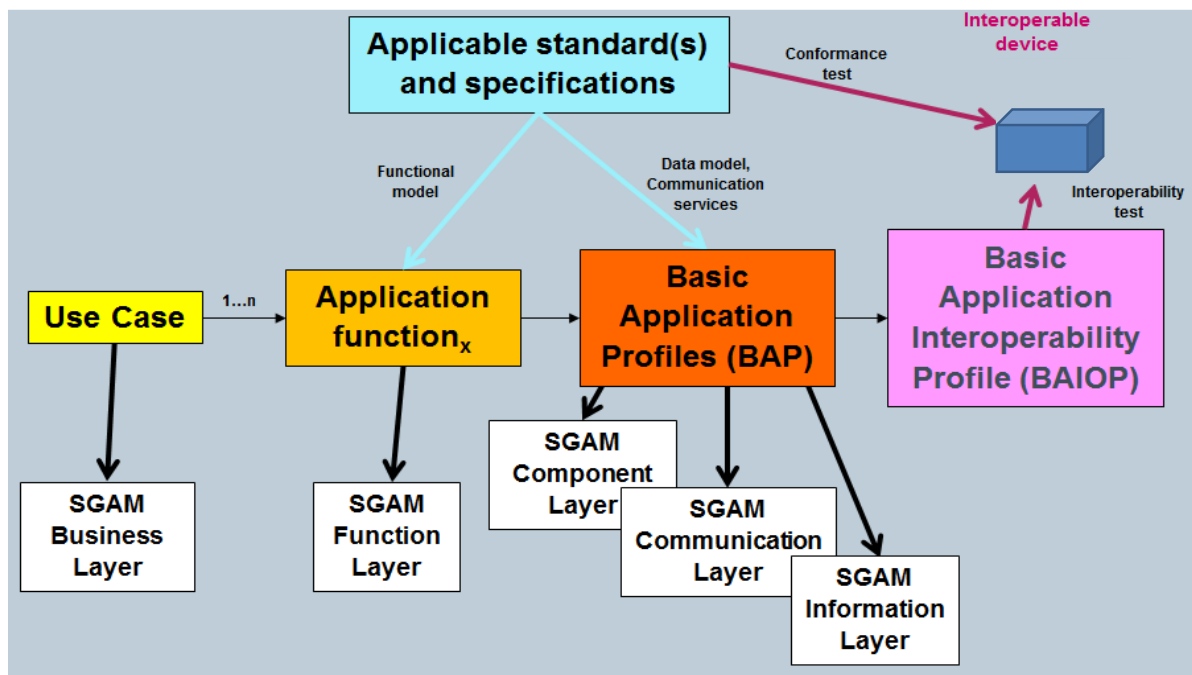 Applicable standard(s)
and specifications
Interoperable
device
Conformance
test
Functional
model
Data model,
Communication
services
Interoperability
test
Use Case
1...n
Application
functionx
Basic
Application
Profiles (BAP)
Basic
Application
Interoperability
Profile (BAIOP)
SGAM
Business
Layer
SGAM
Function
Layer
SGAM
Component
Layer
SGAM
Communication
Layer
SGAM
Information
Layer